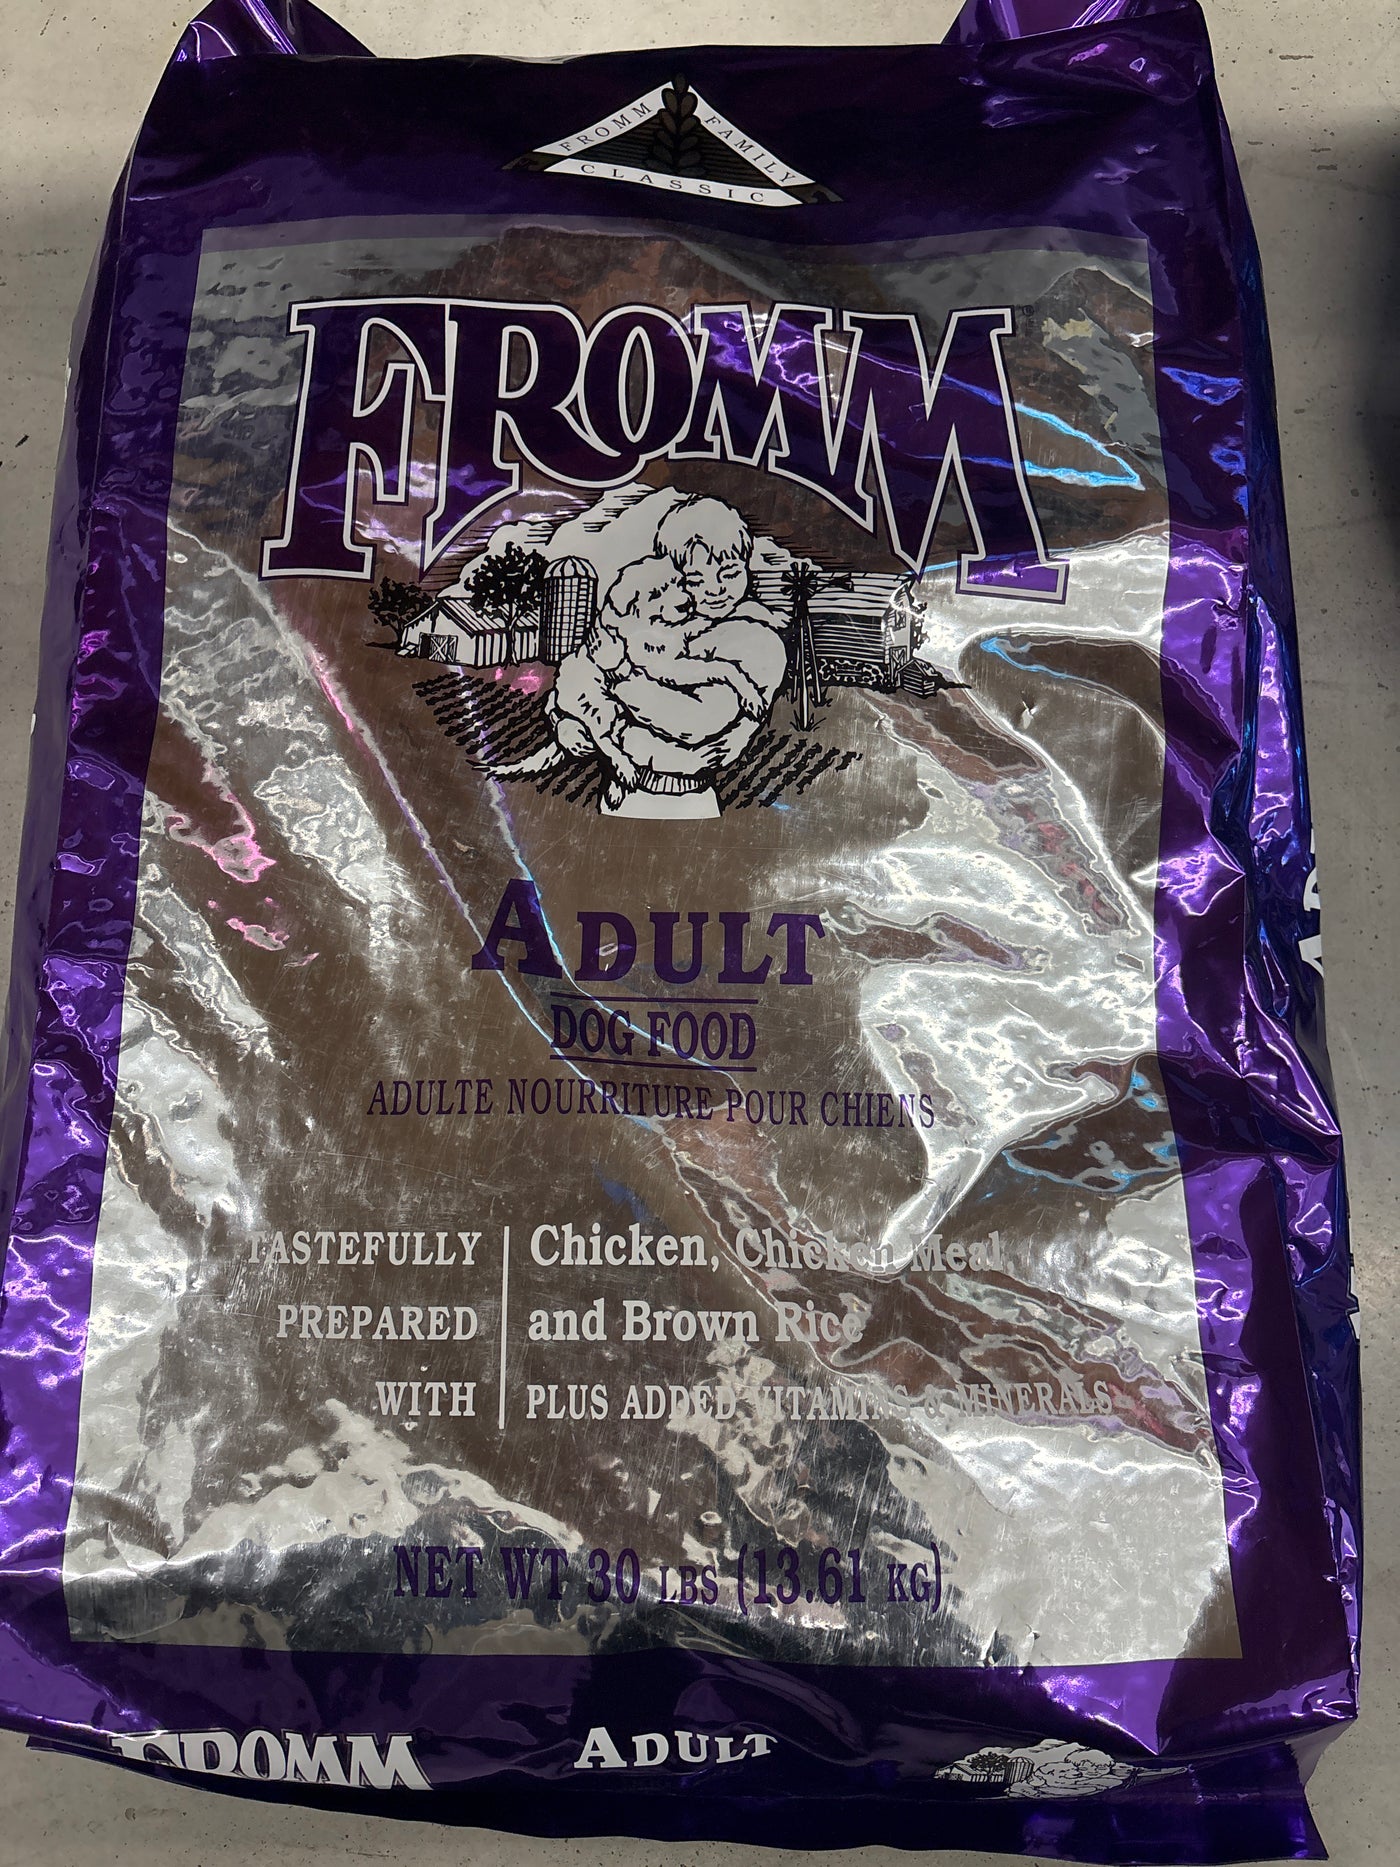 FROMM FAMILY
CLASSIC
FROMM
ADULT
DOG FOOD
ADULTE NOURRITURE POUR CHIENS
TASTEFULLY
PREPARED
WITH
Chicken, Chicken Meal,
and Brown Rice
PLUS ADDED VITAMINS & MINERALS
NET WT 30 LBS (13.61 KG)
FROMM ADULT